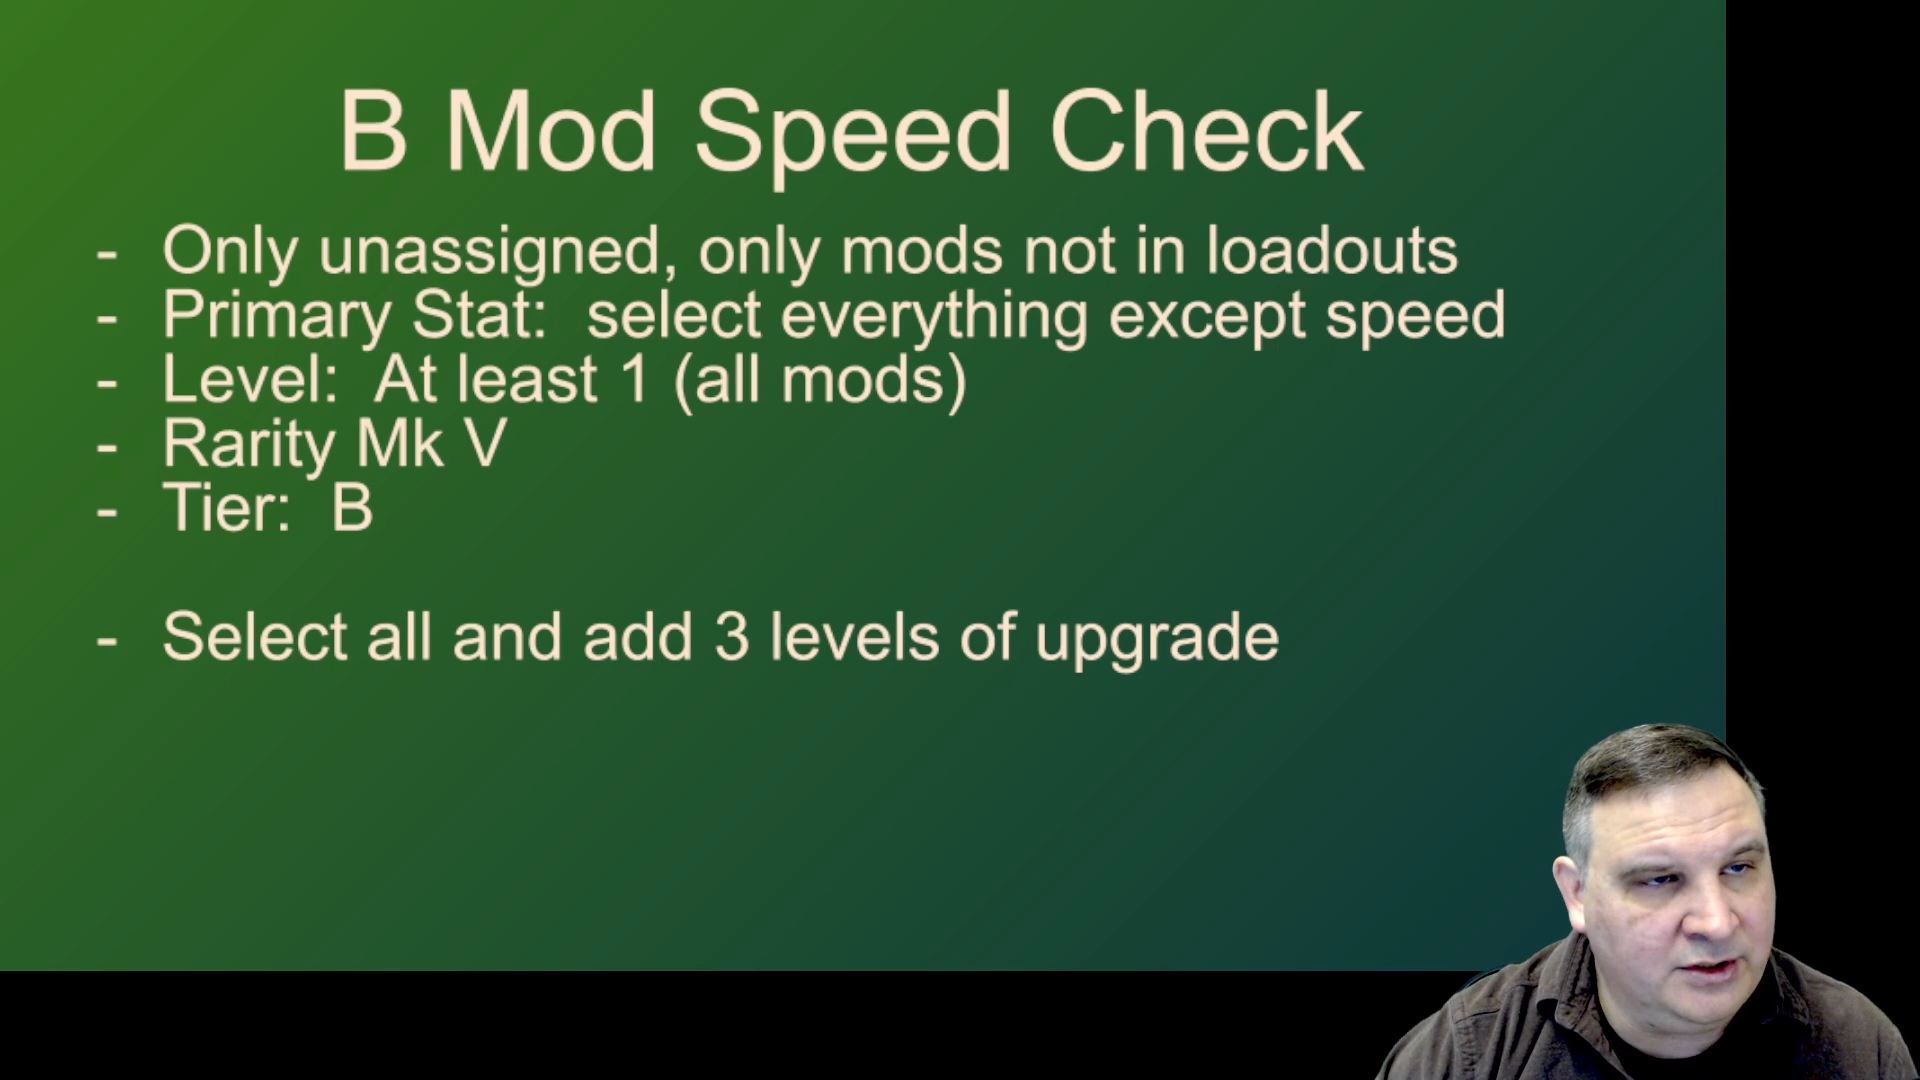 B Mod Speed Check
- Only unassigned, only mods not in loadouts
- Primary Stat:  select everything except speed
- Level:  At least 1 (all mods)
- Rarity Mk V
- Tier:  B
- Select all and add 3 levels of upgrade